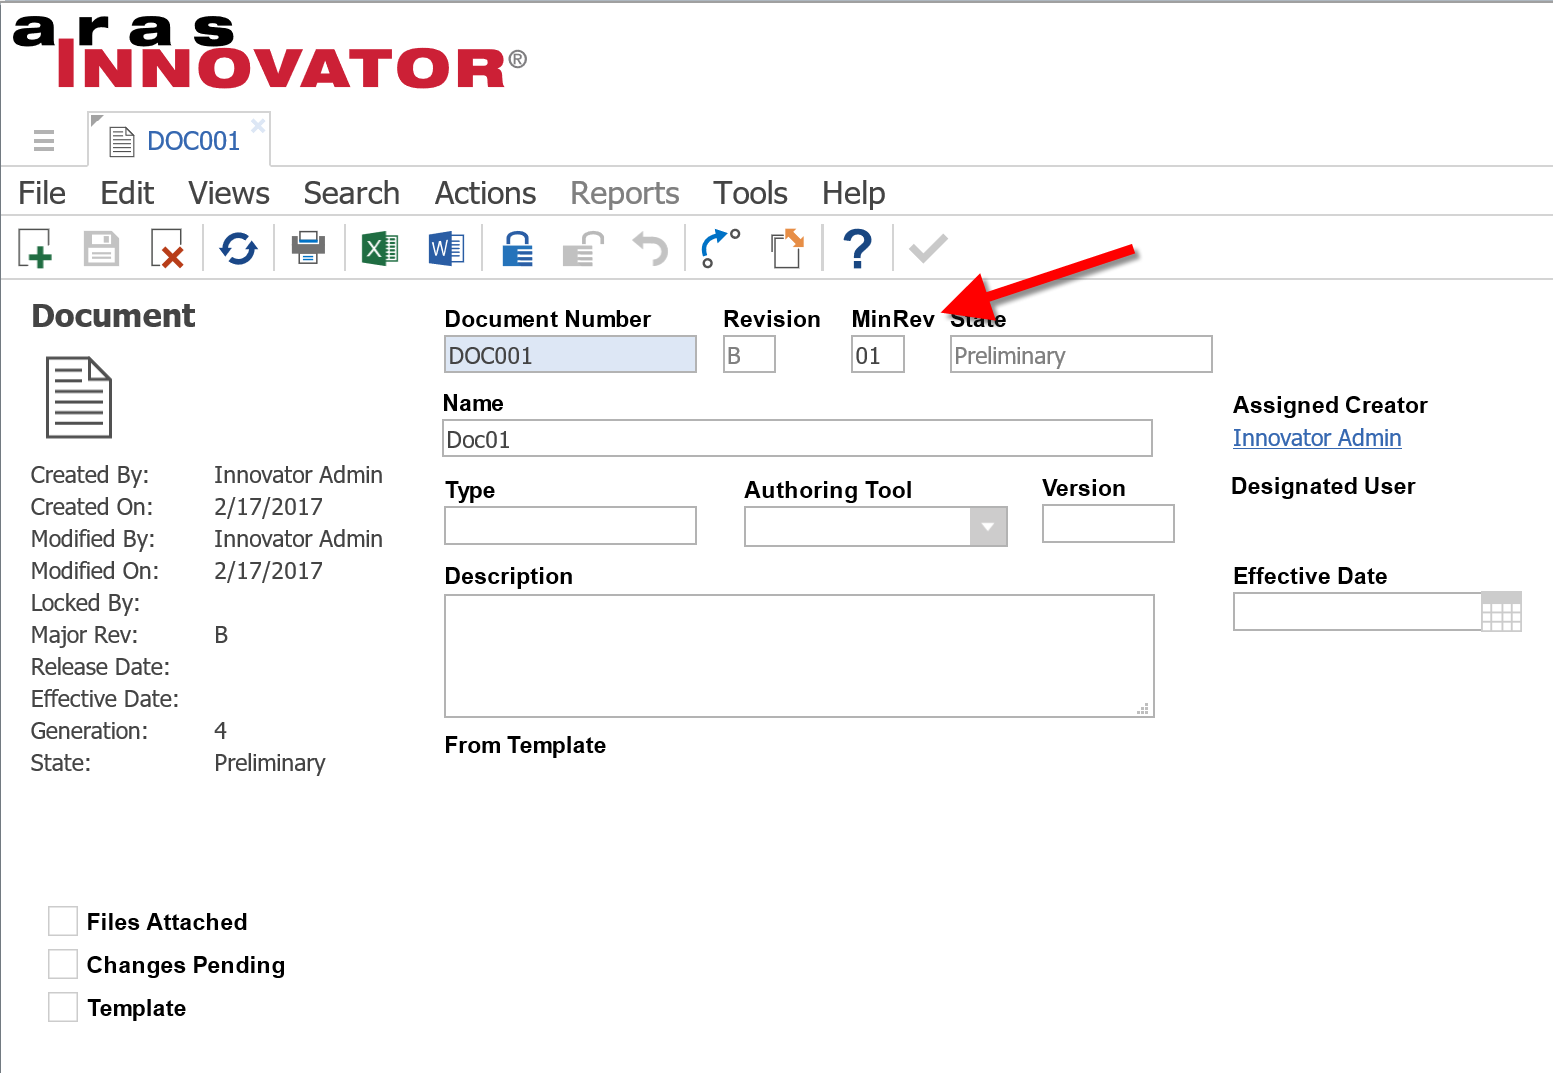 aras
INNOVATOR®
DOC001
File Edit Views Search Actions Reports Tools Help
Document
Document Number Revision MinRev State
DOC001 B 01 Preliminary
Name
Doc01
Assigned Creator
Innovator Admin
Type Authoring Tool Version
Designated User
Description
Effective Date
From Template
Created By: Innovator Admin
Created On: 2/17/2017
Modified By: Innovator Admin
Modified On: 2/17/2017
Locked By:
Major Rev: B
Release Date:
Effective Date:
Generation: 4
State: Preliminary
Files Attached
Changes Pending
Template